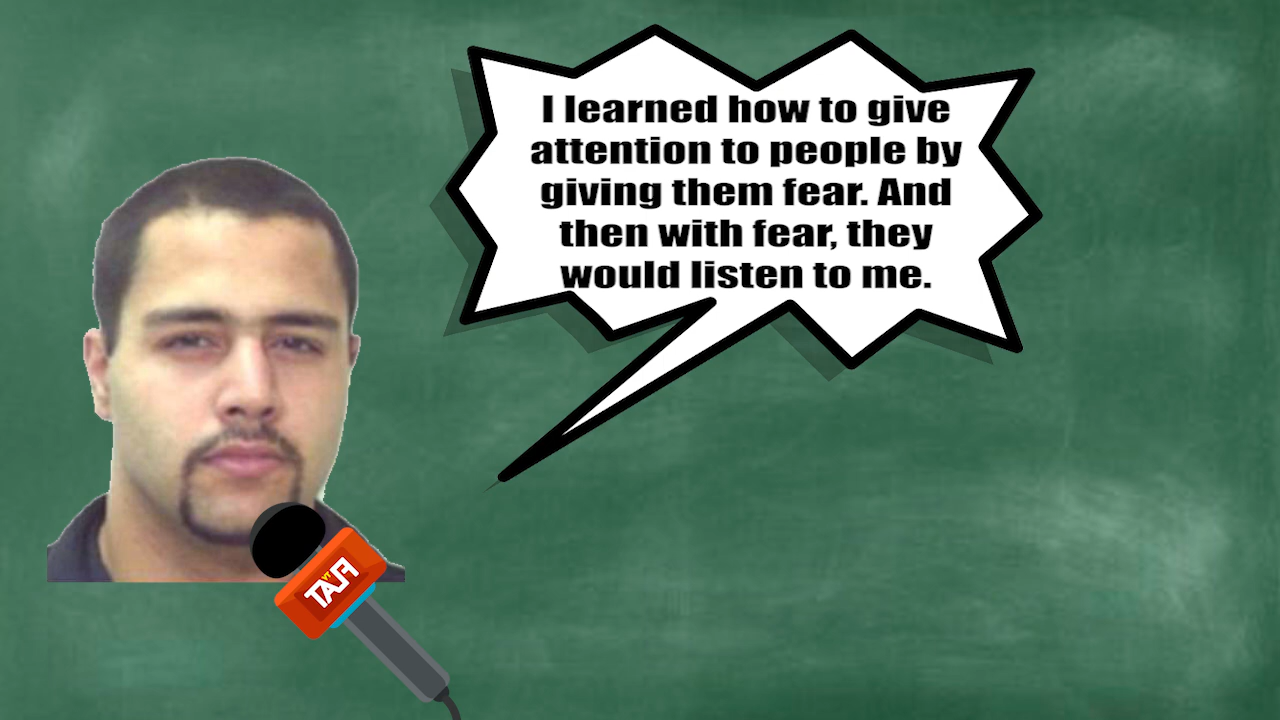 I learned how to give
attention to people by
giving them fear. And
then with fear, they
would listen to me.